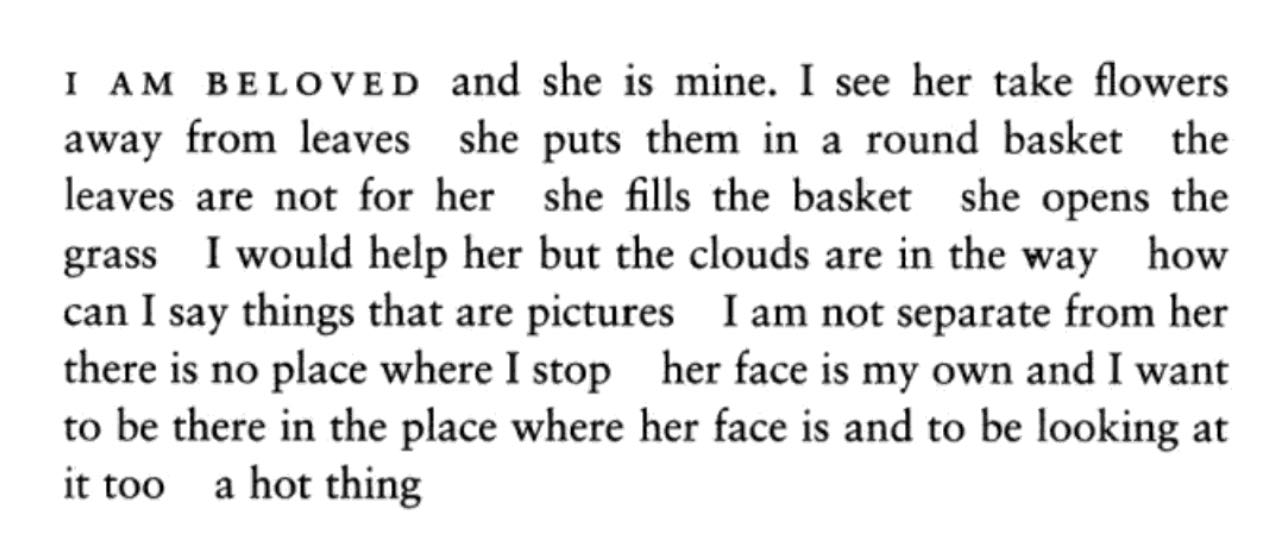 I AM BELOVED and she is mine. I see her take flowers
away from leaves   she puts them in a round basket   the
leaves are not for her   she fills the basket   she opens the
grass   I would help her but the clouds are in the way   how
can I say things that are pictures   I am not separate from her
there is no place where I stop   her face is my own and I want
to be there in the place where her face is and to be looking at
it too   a hot thing